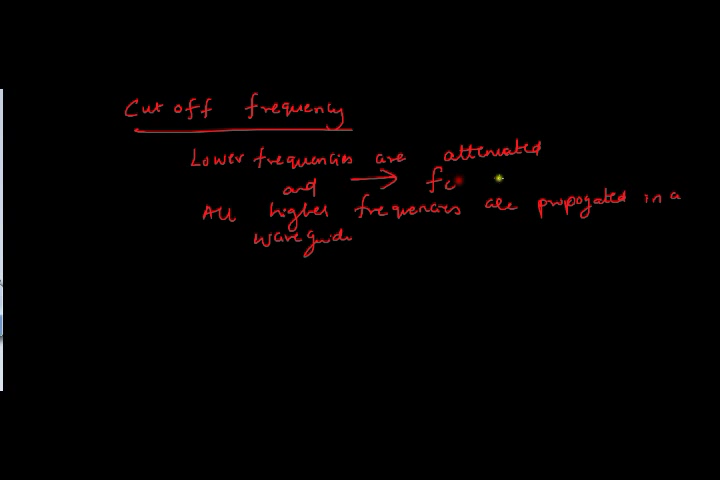 Cut off frequency
Lower frequencies are attenuated
and → fc
All higher frequencies are propogated in a
waveguide